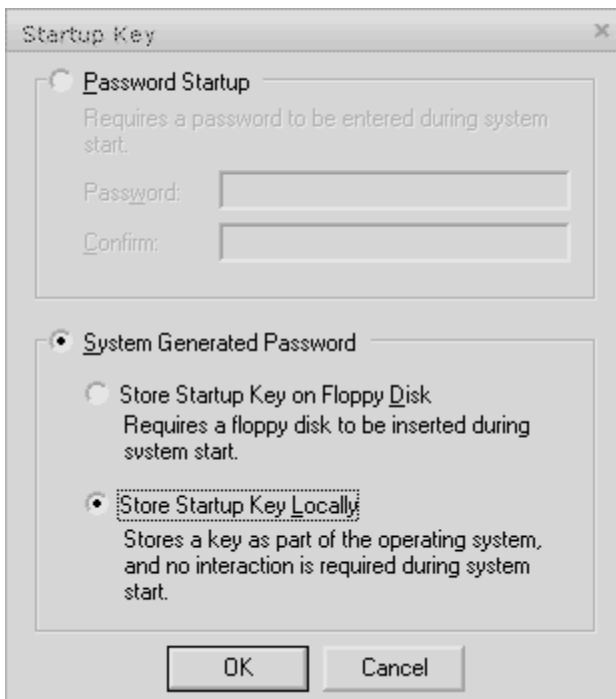 Startup Key
Password Startup
Requires a password to be entered during system
start.
Password:
Confirm:
System Generated Password
Store Startup Key on Floppy Disk
Requires a floppy disk to be inserted during
system start.
Store Startup Key Locally
Stores a key as part of the operating system,
and no interaction is required during system
start.
OK
Cancel